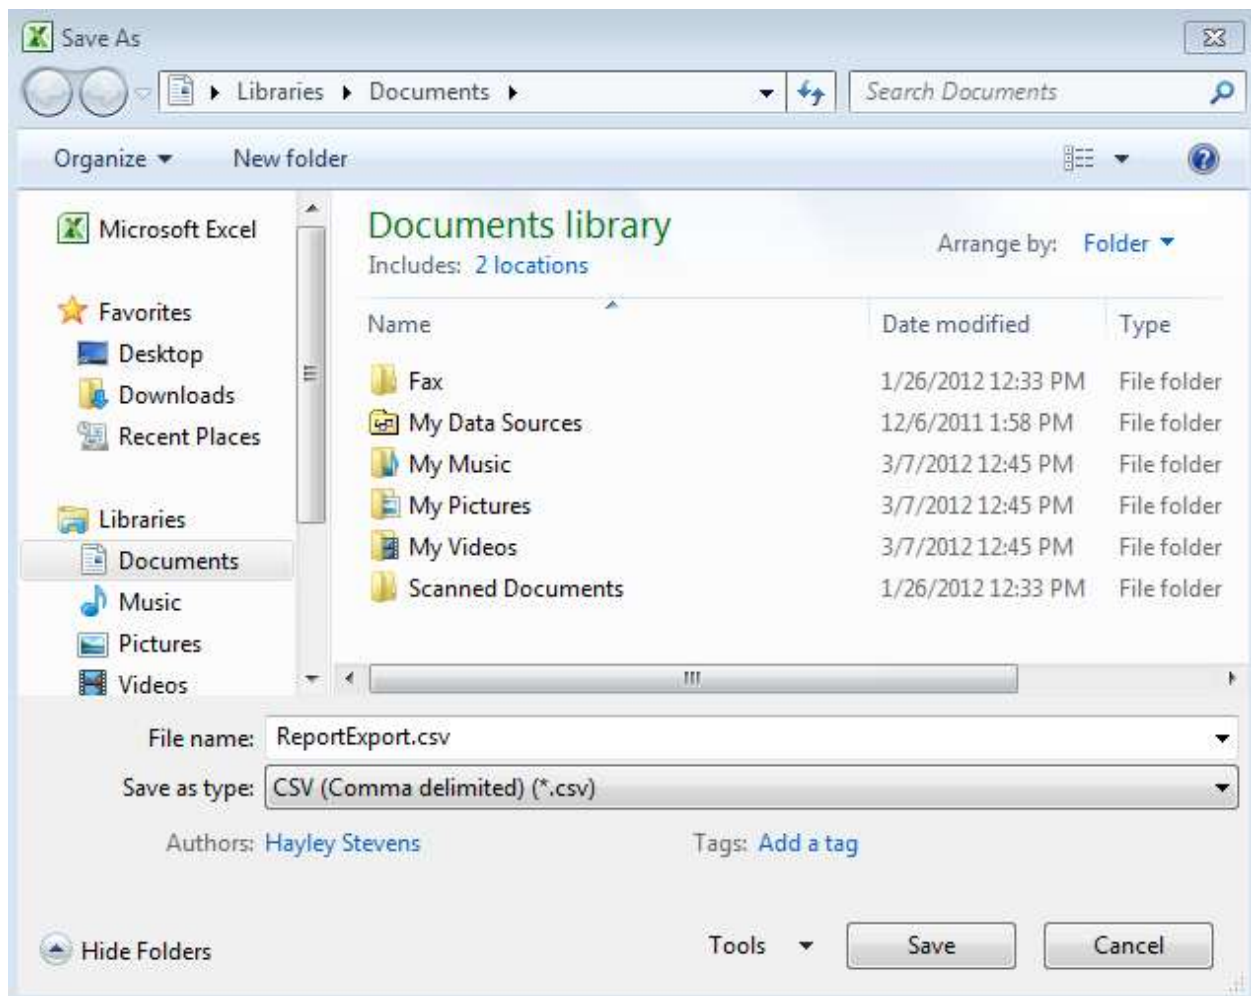 Save As
Libraries Documents Search Documents
Organize New folder
Microsoft Excel
Favorites
Desktop
Downloads
Recent Places
Libraries
Documents
Music
Pictures
Videos
Documents library
Includes: 2 locations
Arrange by: Folder
Name Date modified Type
Fax 1/26/2012 12:33 PM File folder
My Data Sources 12/6/2011 1:58 PM File folder
My Music 3/7/2012 12:45 PM File folder
My Pictures 3/7/2012 12:45 PM File folder
My Videos 3/7/2012 12:45 PM File folder
Scanned Documents 1/26/2012 12:33 PM File folder
File name: ReportExport.csv
Save as type: CSV (Comma delimited) (*.csv)
Authors: Hayley Stevens Tags: Add a tag
Hide Folders Tools Save Cancel